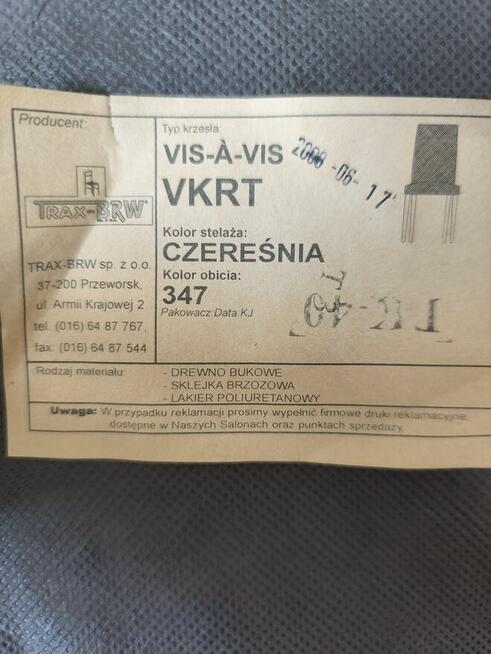 Producent:
TRAX-BRW
TRAX-BRW sp. z o.o.
37-200 Przeworsk,
ul. Armii Krajowej 2
tel. (016) 64 87 767,
fax: (016) 64 87 544
Typ krzesła:
VIS-À-VIS
VKRT
Kolor stelaża:
CZEREŚNIA
Kolor obicia:
347
Pakowacz.Data.KJ
-06-17
Rodzaj materiału:
- DREWNO BUKOWE
- SKLEJKA BRZOZOWA
- LAKIER POLIURETANOWY
Uwaga: W przypadku reklamacji prosimy wypełnić firmowe druki reklamacyjne,
dostępne w Naszych Salonach oraz punktach sprzedaży.